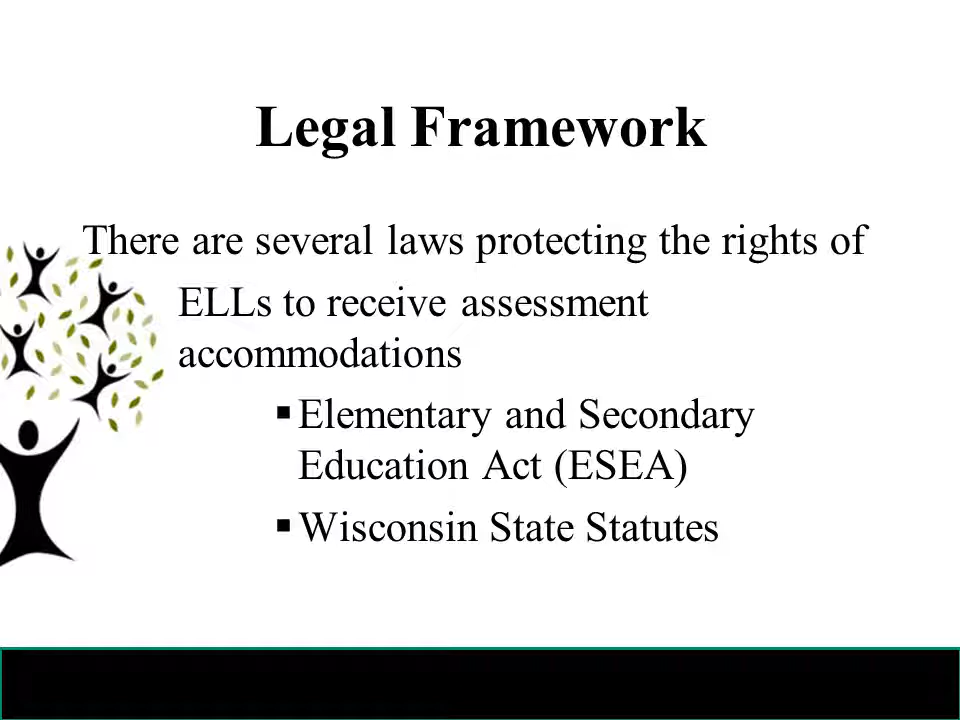 Legal Framework
There are several laws protecting the rights of
ELLs to receive assessment
accommodations
▪ Elementary and Secondary
Education Act (ESEA)
▪ Wisconsin State Statutes